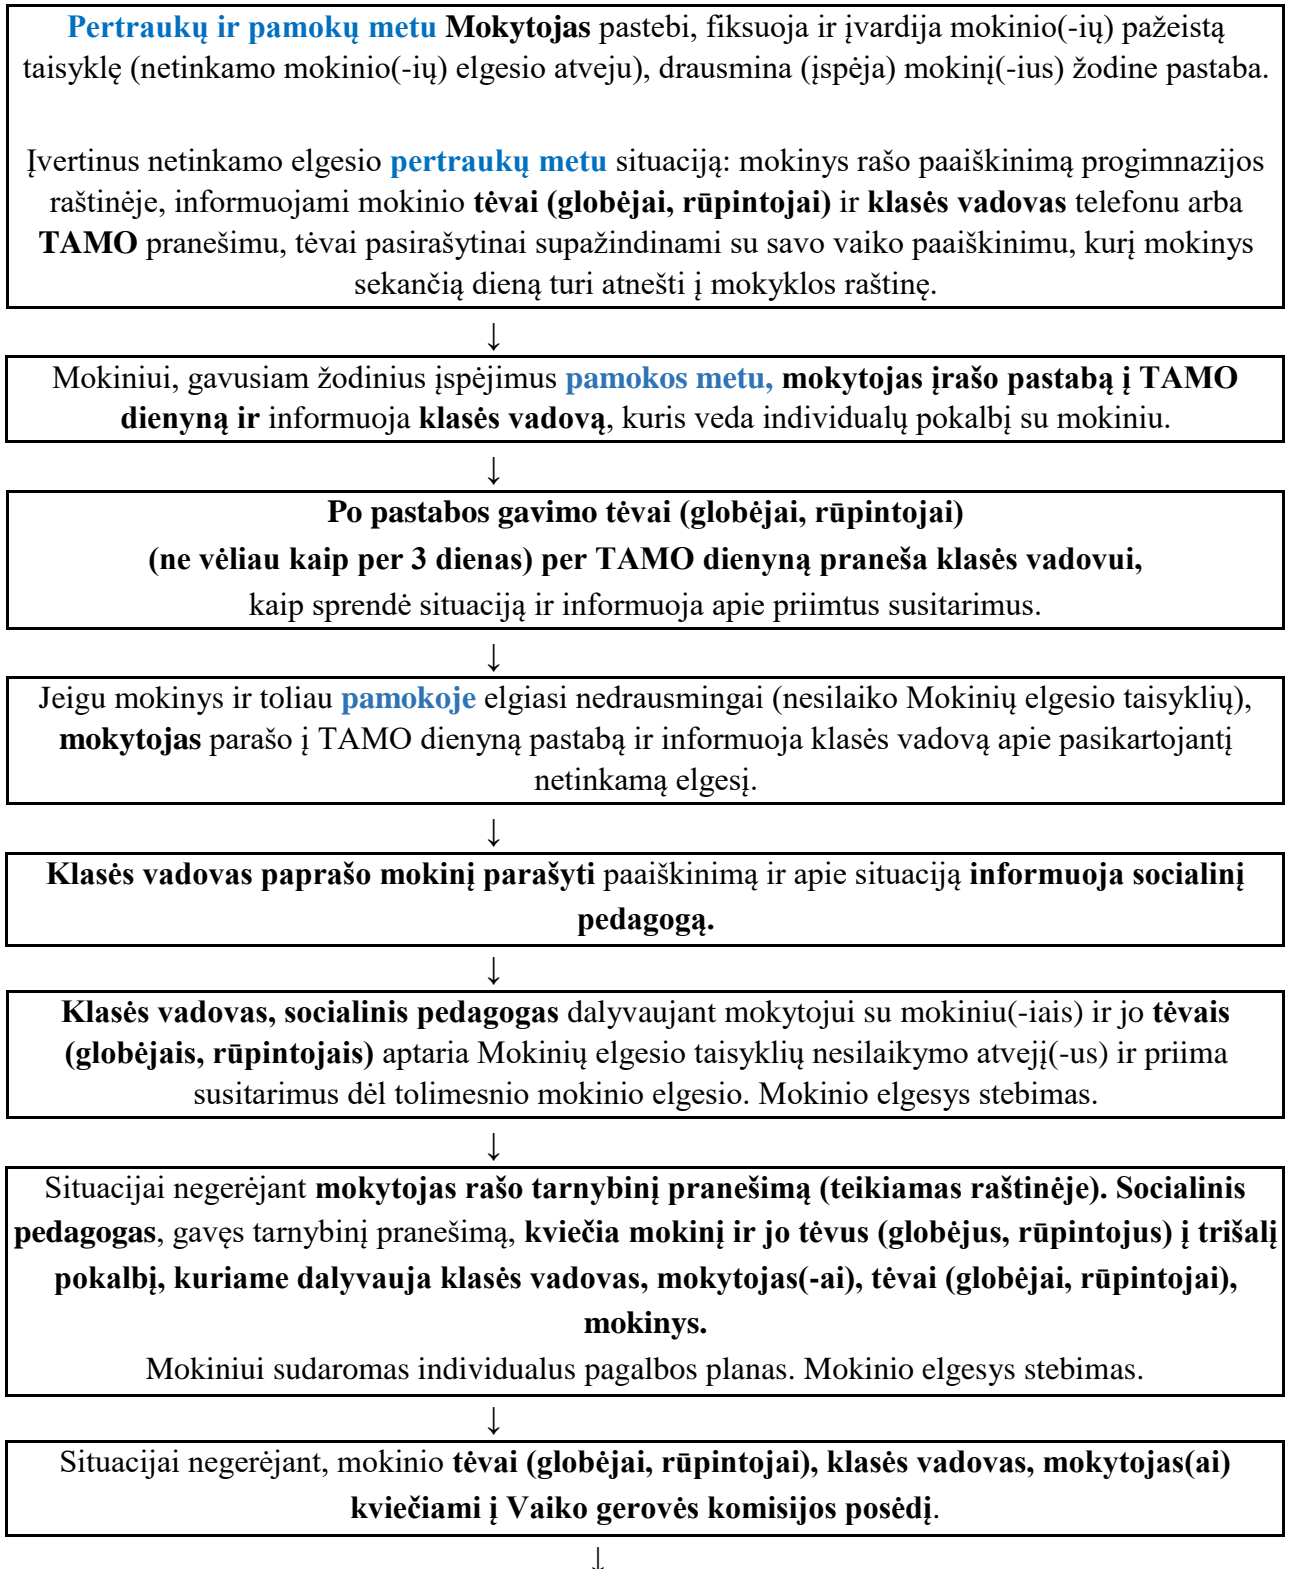 Pertraukų ir pamokų metu Mokytojas pastebi, fiksuoja ir įvardija mokinio(-ių) pažeistą
taisyklę (netinkamo mokinio(-ių) elgesio atveju), drausmina (įspėja) mokinį(-ius) žodine pastaba.
Įvertinus netinkamo elgesio pertraukų metu situaciją: mokinys rašo paaiškinimą progimnazijos
raštinėje, informuojami mokinio tėvai (globėjai, rūpintojai) ir klasės vadovas telefonu arba
TAMO pranešimu, tėvai pasirašytinai supažindinami su savo vaiko paaiškinimu, kurį mokinys
sekančią dieną turi atnešti į mokyklos raštinę.
↓
Mokiniui, gavusiam žodinius įspėjimus pamokos metu, mokytojas įrašo pastabą į TAMO
dienyną ir informuoja klasės vadovą, kuris veda individualų pokalbį su mokiniu.
↓
Po pastabos gavimo tėvai (globėjai, rūpintojai)
(ne vėliau kaip per 3 dienas) per TAMO dienyną praneša klasės vadovui,
kaip sprendė situaciją ir informuoja apie priimtus susitarimus.
↓
Jeigu mokinys ir toliau pamokoje elgiasi nedrausmingai (nesilaiko Mokinių elgesio taisyklių),
mokytojas parašo į TAMO dienyną pastabą ir informuoja klasės vadovą apie pasikartojantį
netinkamą elgesį.
↓
Klasės vadovas paprašo mokinį parašyti paaiškinimą ir apie situaciją informuoja socialinį
pedagogą.
↓
Klasės vadovas, socialinis pedagogas dalyvaujant mokytojui su mokiniu(-iais) ir jo tėvais
(globėjais, rūpintojais) aptaria Mokinių elgesio taisyklių nesilaikymo atvejį(-us) ir priima
susitarimus dėl tolimesnio mokinio elgesio. Mokinio elgesys stebimas.
↓
Situacijai negerėjant mokytojas rašo tarnybinį pranešimą (teikiamas raštinėje). Socialinis
pedagogas, gavęs tarnybinį pranešimą, kviečia mokinį ir jo tėvus (globėjus, rūpintojus) į trišalį
pokalbį, kuriame dalyvauja klasės vadovas, mokytojas(-ai), tėvai (globėjai, rūpintojai),
mokinys.
Mokiniui sudaromas individualus pagalbos planas. Mokinio elgesys stebimas.
↓
Situacijai negerėjant, mokinio tėvai (globėjai, rūpintojai), klasės vadovas, mokytojas(ai)
kviečiami į Vaiko gerovės komisijos posėdį.
↓